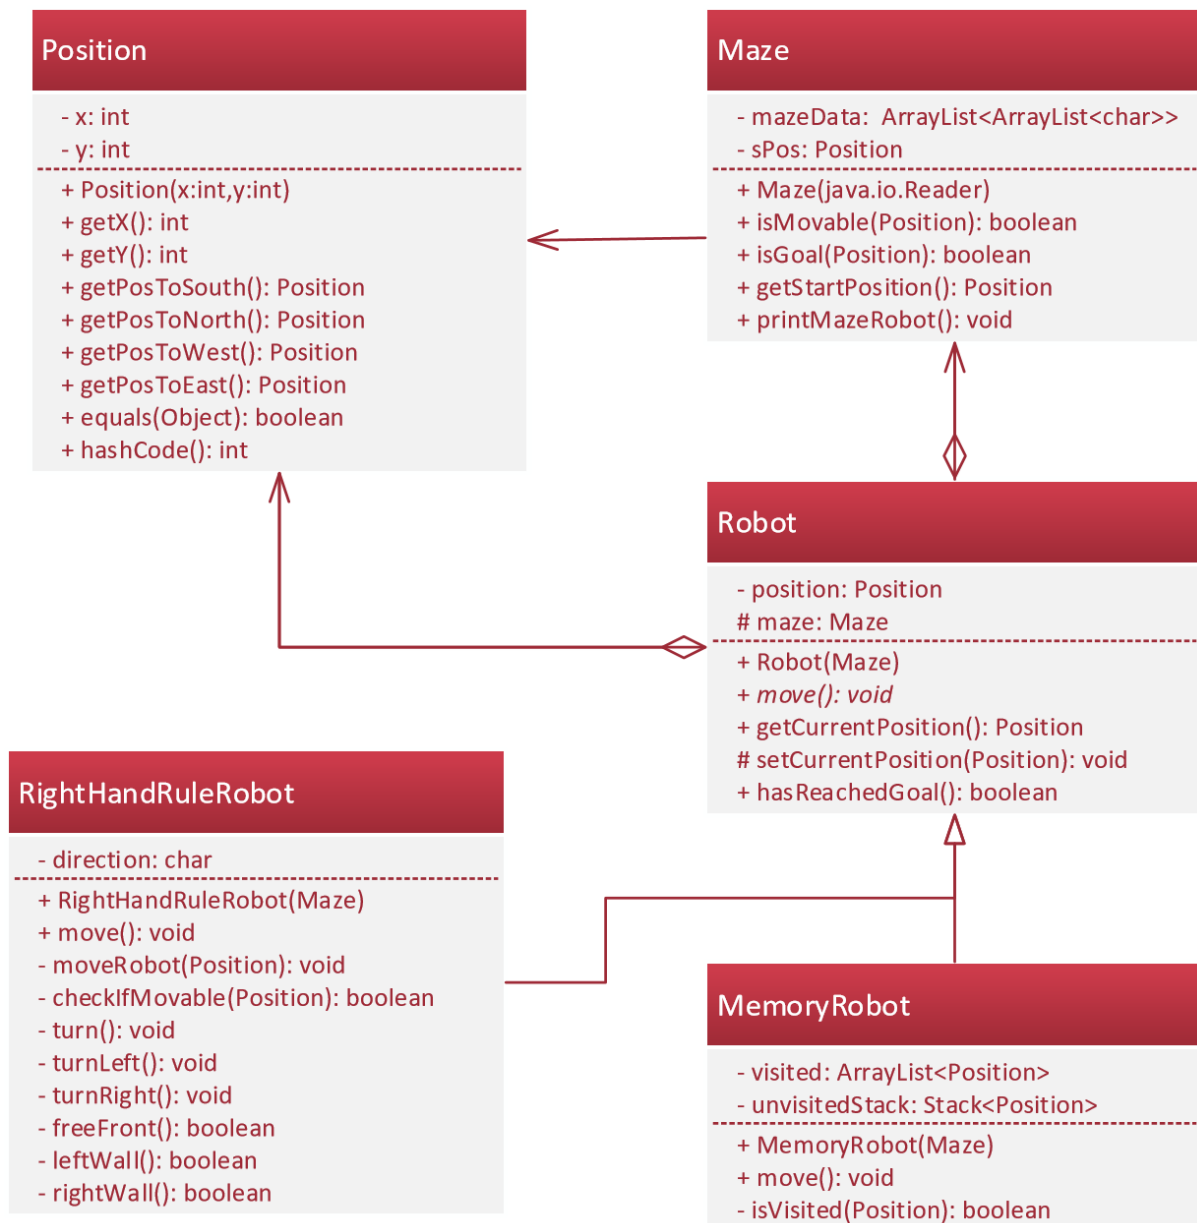 Position
- x: int
- y: int
+ Position(x:int,y:int)
+ getX(): int
+ getY(): int
+ getPosToSouth(): Position
+ getPosToNorth(): Position
+ getPosToWest(): Position
+ getPosToEast(): Position
+ equals(Object): boolean
+ hashCode(): int
Maze
- mazeData:  ArrayList<ArrayList<char>>
- sPos: Position
+ Maze(java.io.Reader)
+ isMovable(Position): boolean
+ isGoal(Position): boolean
+ getStartPosition(): Position
+ printMazeRobot(): void
Robot
- position: Position
# maze: Maze
+ Robot(Maze)
+ move(): void
+ getCurrentPosition(): Position
# setCurrentPosition(Position): void
+ hasReachedGoal(): boolean
RightHandRuleRobot
- direction: char
+ RightHandRuleRobot(Maze)
+ move(): void
- moveRobot(Position): void
- checkIfMovable(Position): boolean
- turn(): void
- turnLeft(): void
- turnRight(): void
- freeFront(): boolean
- leftWall(): boolean
- rightWall(): boolean
MemoryRobot
- visited: ArrayList<Position>
- unvisitedStack: Stack<Position>
+ MemoryRobot(Maze)
+ move(): void
- isVisited(Position): boolean